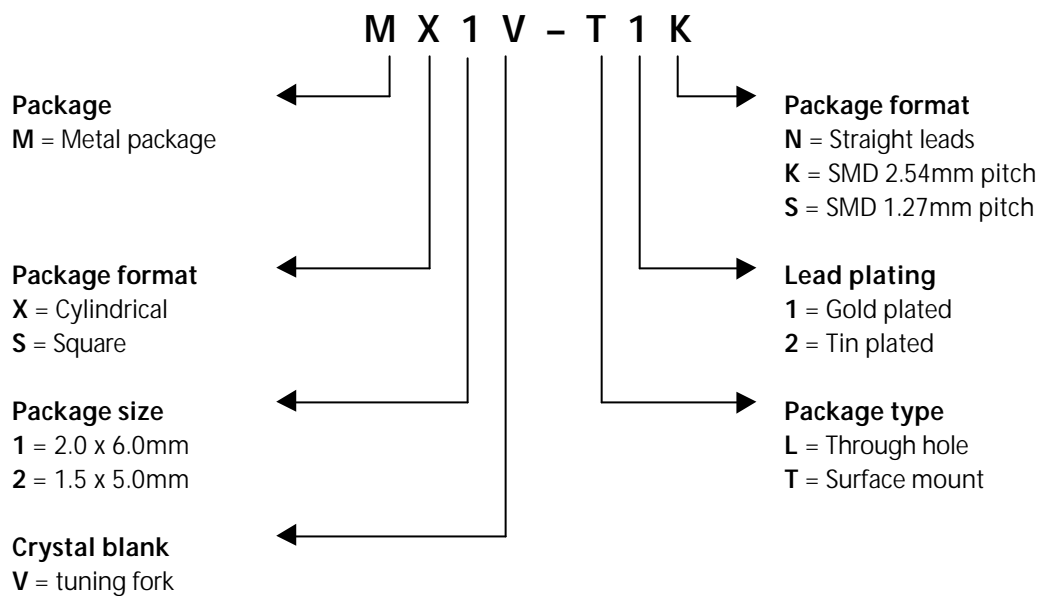 M X 1 V – T 1 K
Package
M = Metal package
Package format
X = Cylindrical
S = Square
Package size
1 = 2.0 x 6.0mm
2 = 1.5 x 5.0mm
Crystal blank
V = tuning fork
Package format
N = Straight leads
K = SMD 2.54mm pitch
S = SMD 1.27mm pitch
Lead plating
1 = Gold plated
2 = Tin plated
Package type
L = Through hole
T = Surface mount